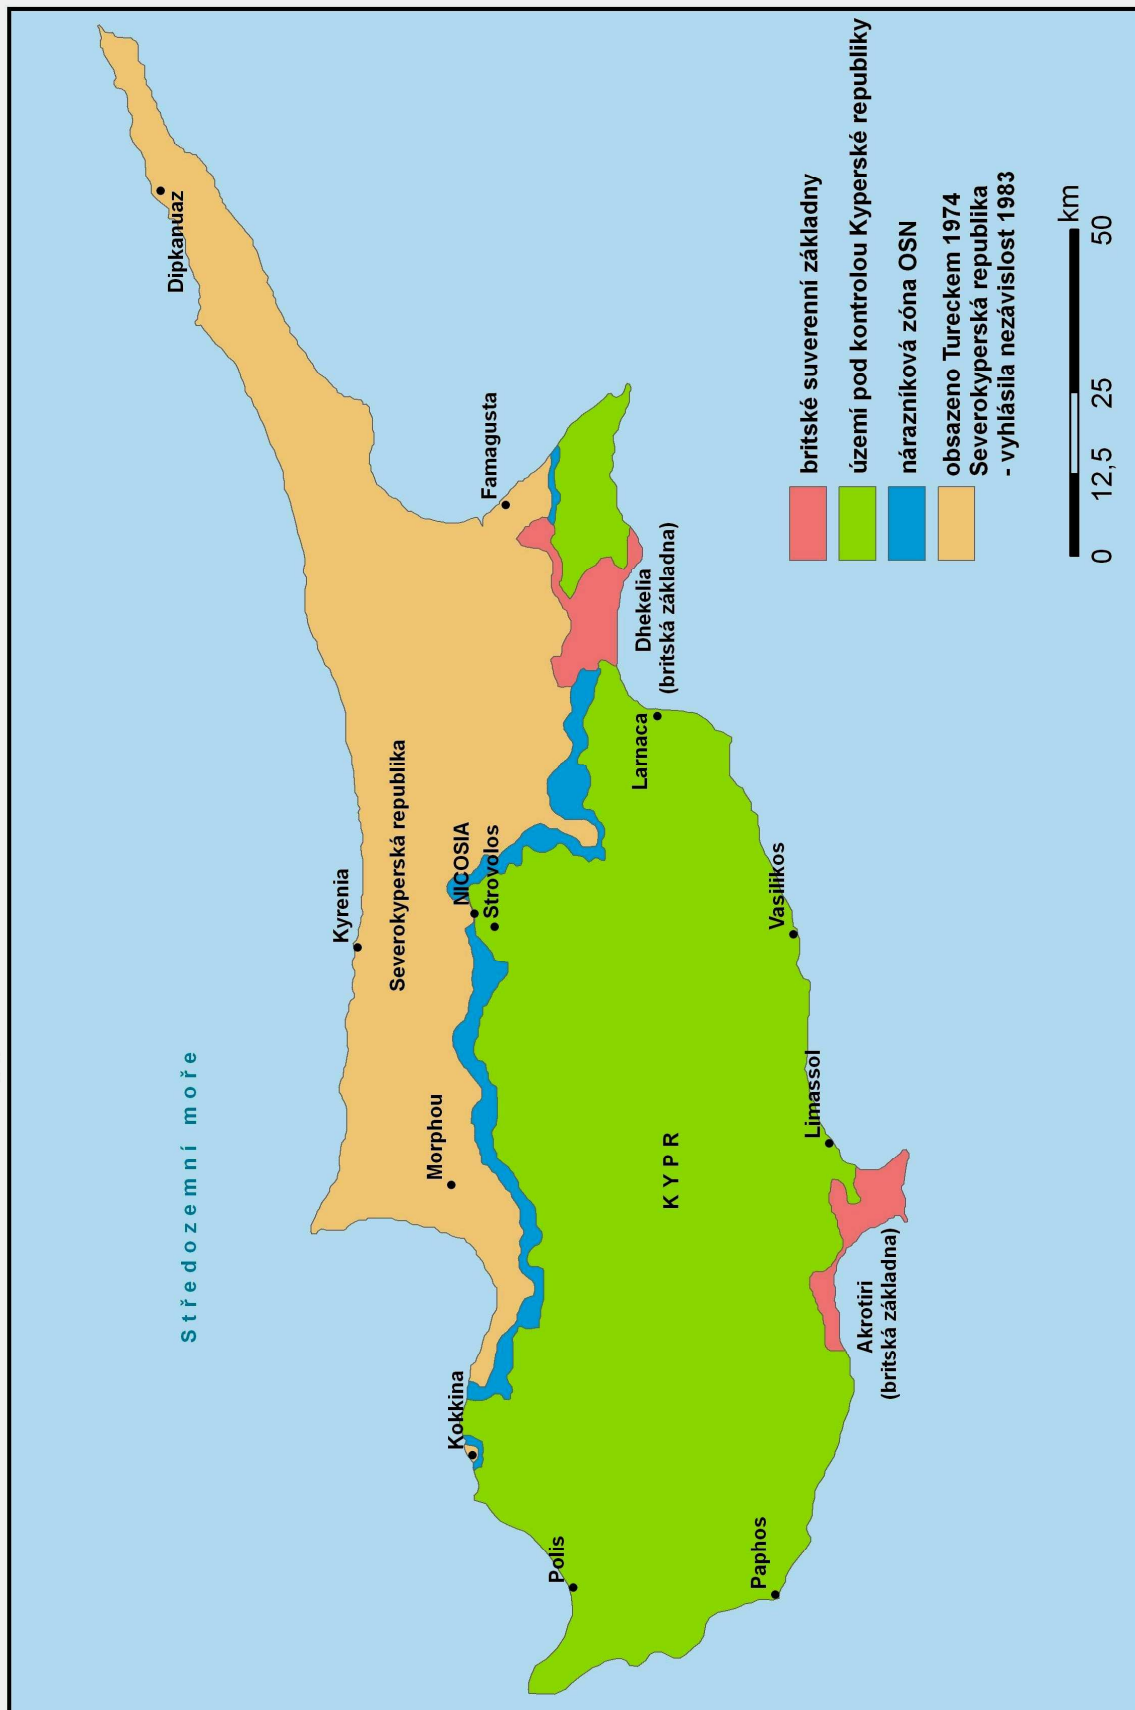 Středozemní moře
Dipkanuaz
Kyrenia
Severokyperská republika
Famagusta
Morphou
NICOSIA
Strovolos
Kokkina
Polis
Dhekelia
(britská základna)
Larnaca
KYPR
Vasilikos
Paphos
Limassol
Akrotiri
(britská základna)
britské suverenní základny
území pod kontrolou Kyperské republiky
nárazníková zóna OSN
obsazeno Tureckem 1974
Severokyperská republika
- vyhlásila nezávislost 1983
km
0 12,5 25 50